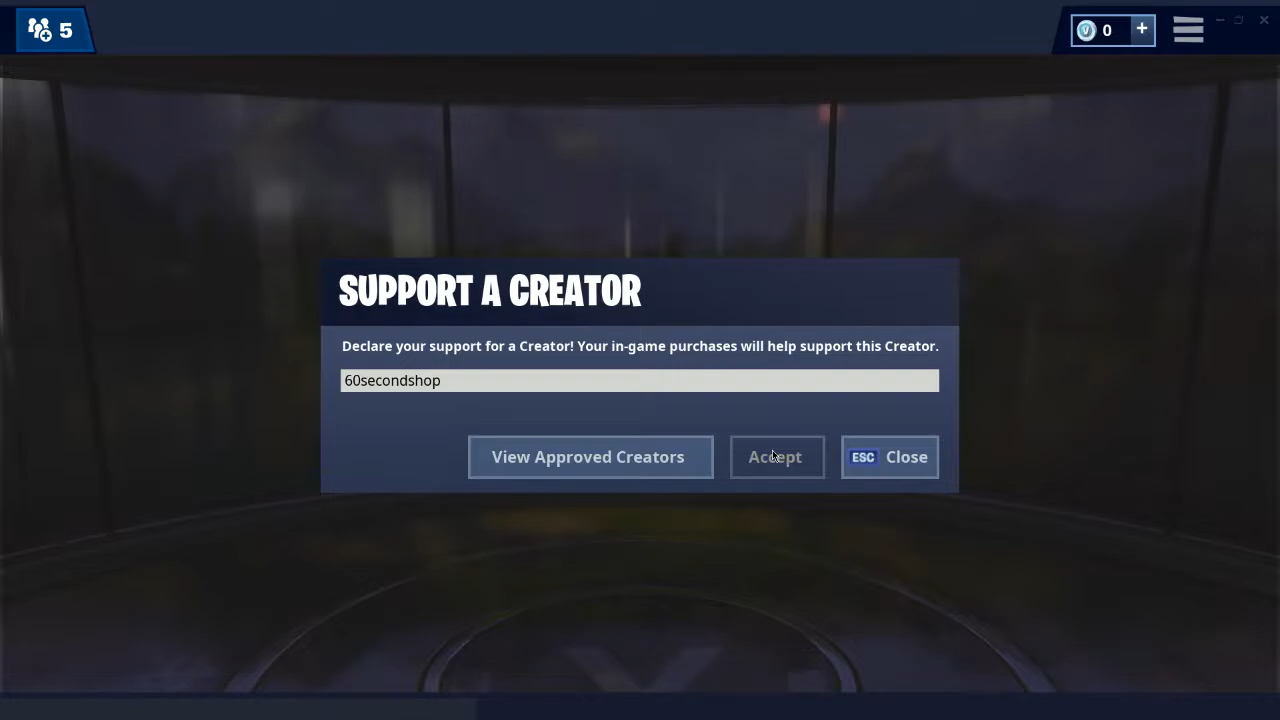 5
0 +
SUPPORT A CREATOR
Declare your support for a Creator! Your in-game purchases will help support this Creator.
60secondshop
View Approved Creators Accept ESC Close